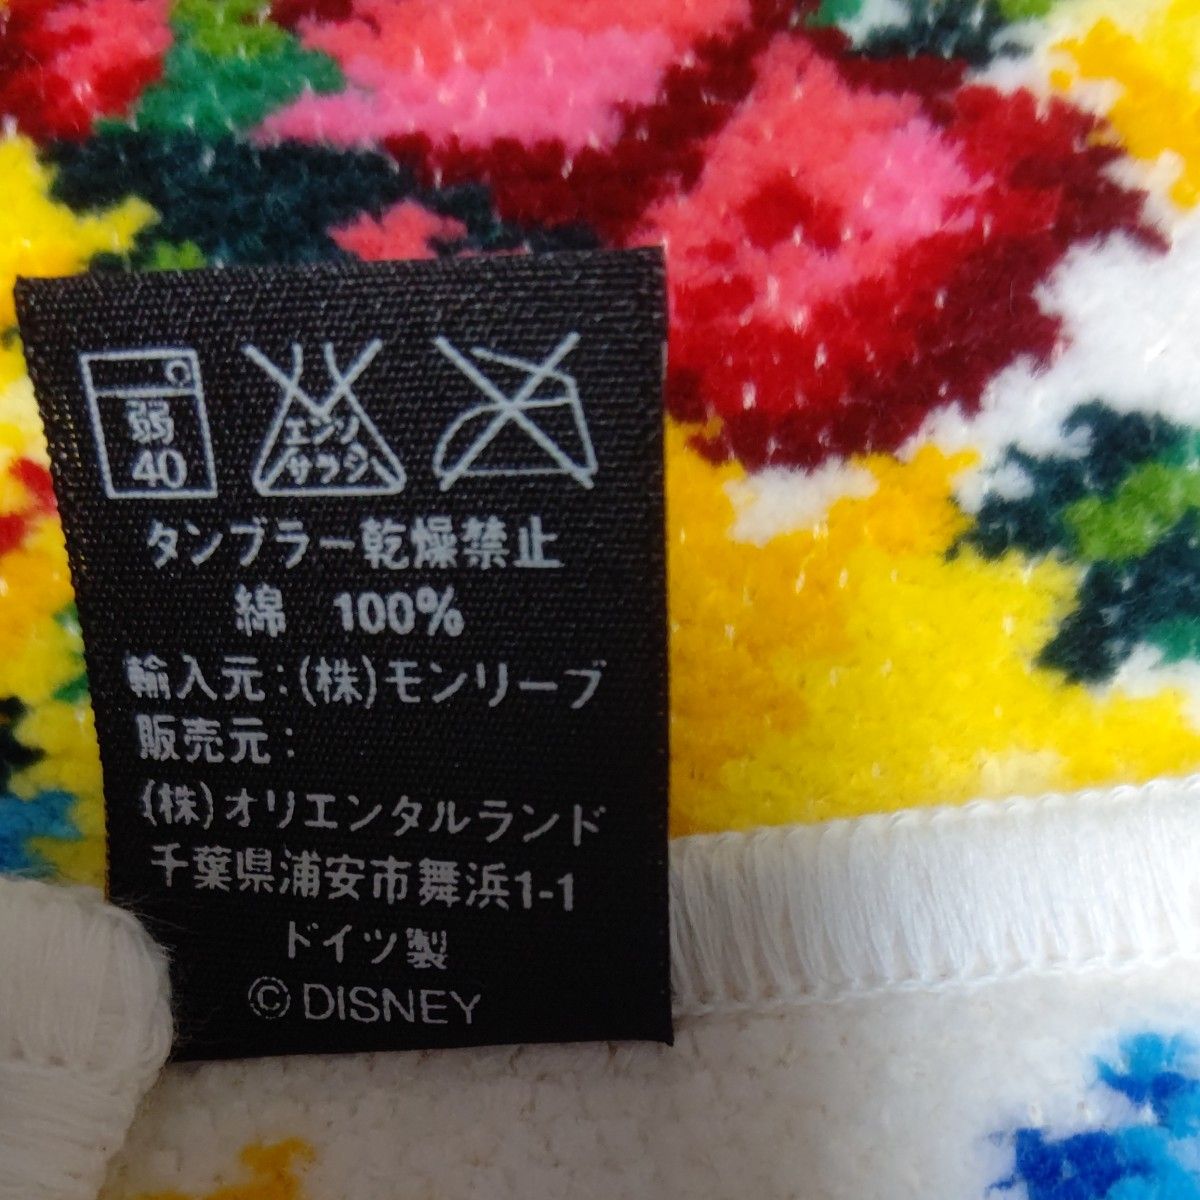 弱
40
エンソ
サラシ
タンブラー乾燥禁止
綿　100%
輸入元:(株)モンリーブ
販売元:
(株)オリエンタルランド
千葉県浦安市舞浜1-1
ドイツ製
© DISNEY